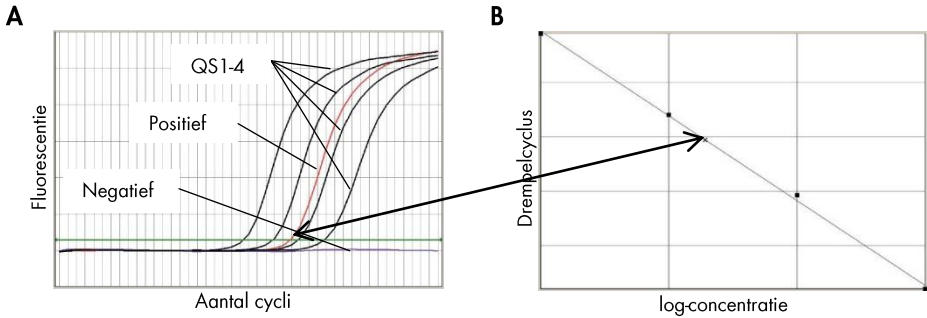 A
Fluorescentie
QS1-4
Positief
Negatief
Aantal cycli
B
Drempelcyclus
log-concentratie